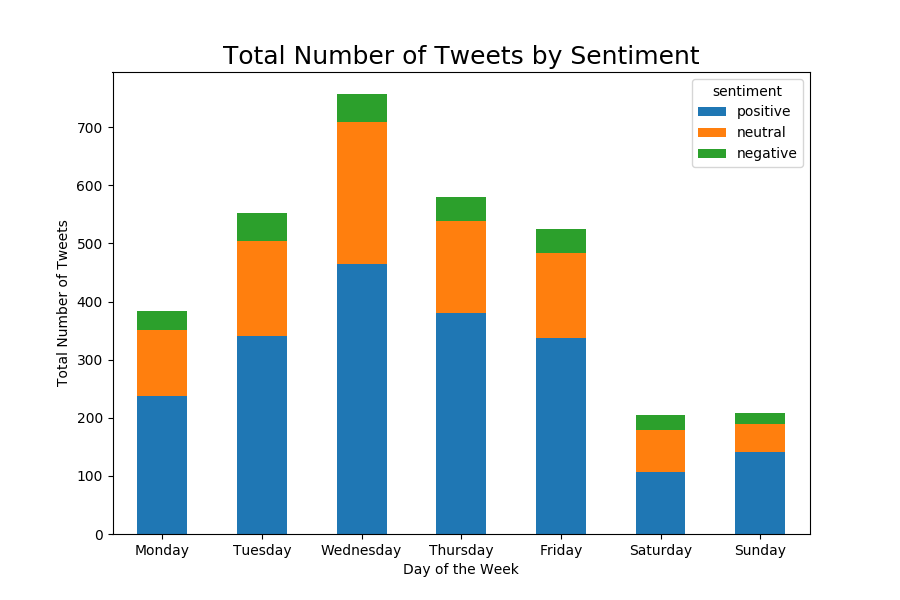 Total Number of Tweets by Sentiment
sentiment
positive
neutral
negative
Total Number of Tweets
700
600
500
400
300
200
100
0
Monday Tuesday Wednesday Thursday Friday Saturday Sunday
Day of the Week